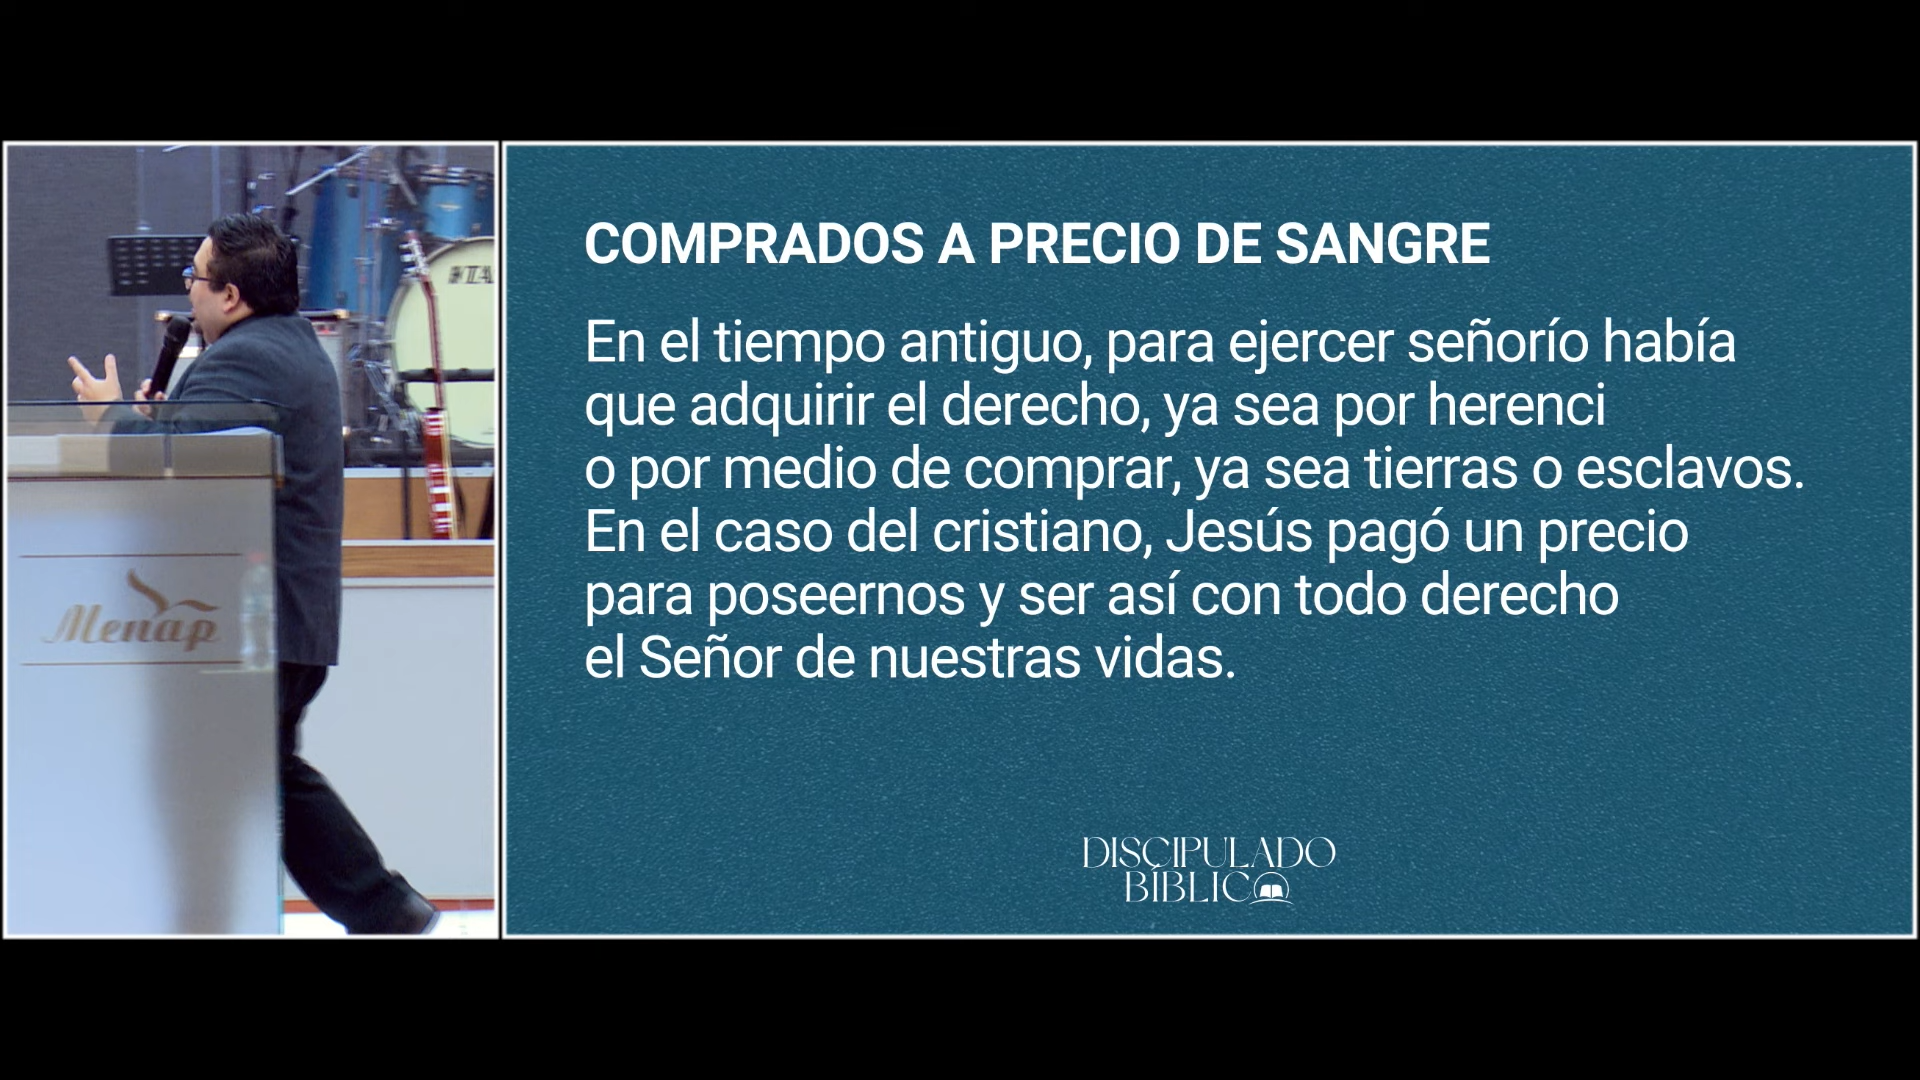 COMPRADOS A PRECIO DE SANGRE
En el tiempo antiguo, para ejercer señorío había
que adquirir el derecho, ya sea por herenci
o por medio de comprar, ya sea tierras o esclavos.
En el caso del cristiano, Jesús pagó un precio
para poseernos y ser así con todo derecho
el Señor de nuestras vidas.
DISCIPULADO
BÍBLICO
Menap